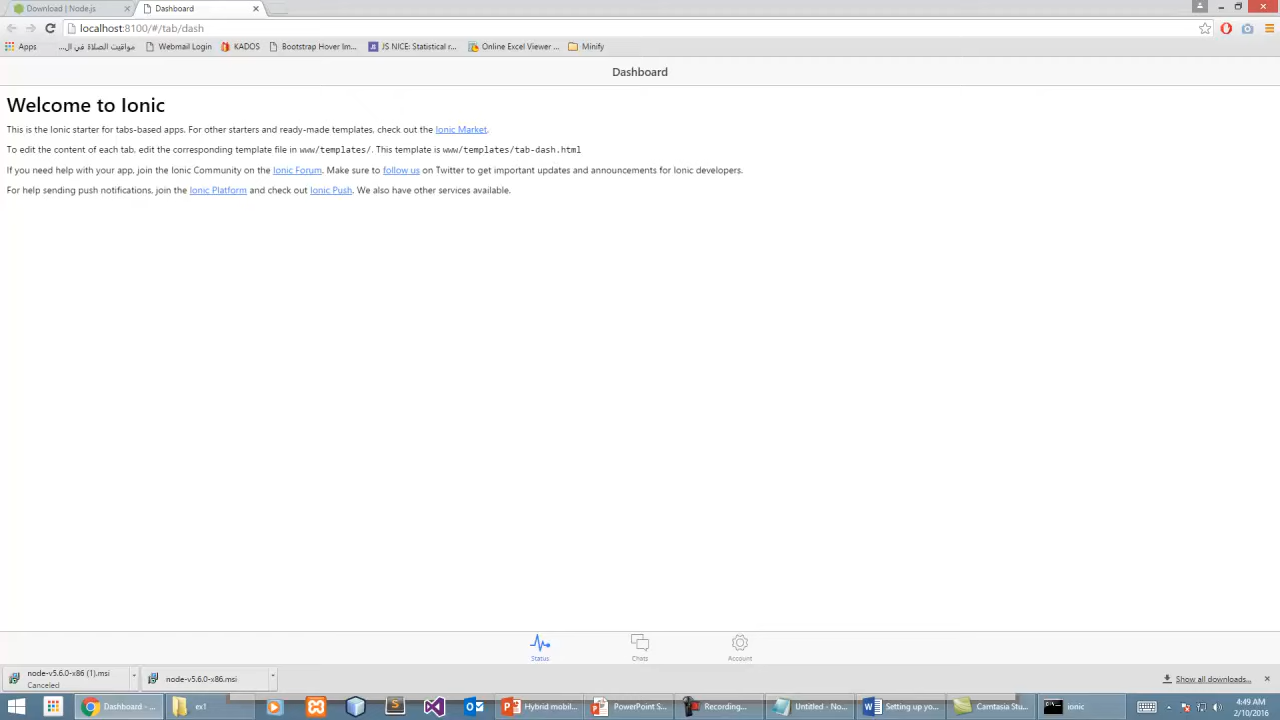 Download | Node.js
Dashboard
localhost:8100/#/tab/dash
Apps
مواقيت الصلاة في ال...
Webmail Login
KADOS
Bootstrap Hover Im...
JS NICE: Statistical r...
Online Excel Viewer ...
Minify
Dashboard
Welcome to Ionic
This is the Ionic starter for tabs-based apps. For other starters and ready-made templates, check out the Ionic Market.
To edit the content of each tab, edit the corresponding template file in www/templates/. This template is www/templates/tab-dash.html
If you need help with your app, join the Ionic Community on the Ionic Forum. Make sure to follow us on Twitter to get important updates and announcements for Ionic developers.
For help sending push notifications, join the Ionic Platform and check out Ionic Push. We also have other services available.
Status
Chats
Account
node-v5.6.0-x86 (1).msi
Canceled
node-v5.6.0-x86.msi
Show all downloads...
Dashboard - ...
ex1
Hybrid mobil...
PowerPoint S...
Recording...
Untitled - No...
Setting up yo...
Camtasia Stu...
ionic
4:49 AM
2/10/2016